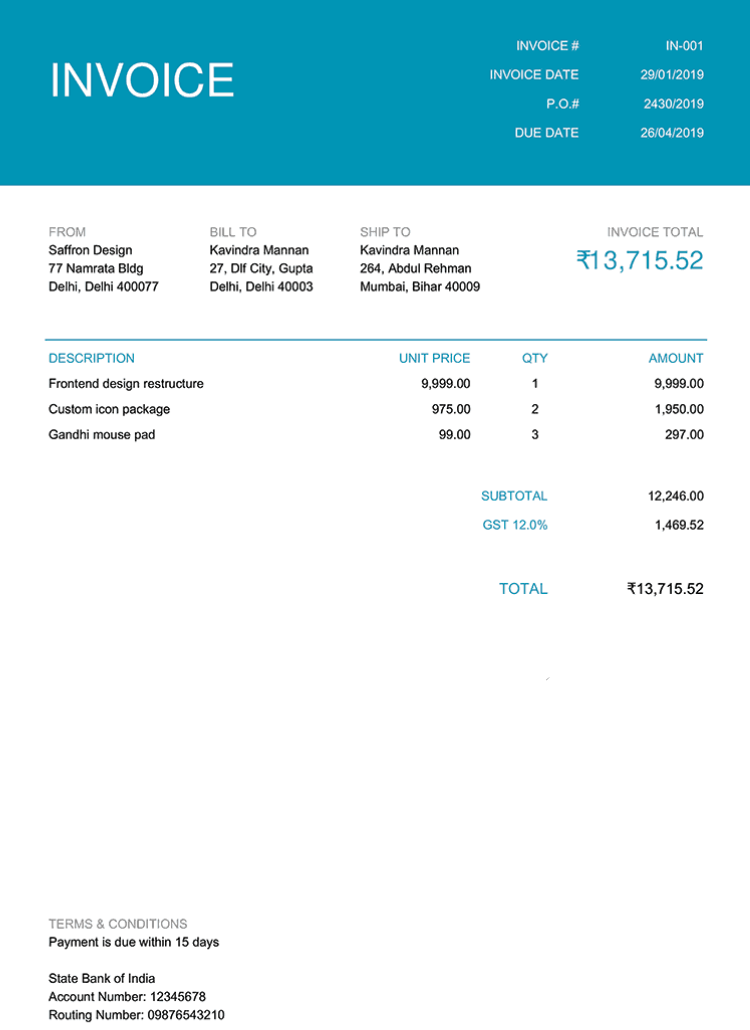 INVOICE
INVOICE # IN-001
INVOICE DATE 29/01/2019
P.O.# 2430/2019
DUE DATE 26/04/2019
FROM
Saffron Design
77 Namrata Bldg
Delhi, Delhi 400077
BILL TO
Kavindra Mannan
27, Dlf City, Gupta
Delhi, Delhi 40003
SHIP TO
Kavindra Mannan
264, Abdul Rehman
Mumbai, Bihar 40009
INVOICE TOTAL
₹13,715.52
DESCRIPTION UNIT PRICE QTY AMOUNT
Frontend design restructure 9,999.00 1 9,999.00
Custom icon package 975.00 2 1,950.00
Gandhi mouse pad 99.00 3 297.00
SUBTOTAL 12,246.00
GST 12.0% 1,469.52
TOTAL ₹13,715.52
TERMS & CONDITIONS
Payment is due within 15 days
State Bank of India
Account Number: 12345678
Routing Number: 09876543210